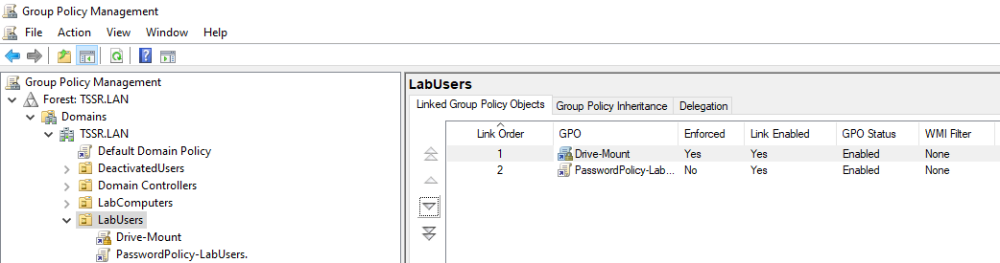 Group Policy Management
File Action View Window Help
Group Policy Management
Forest: TSSR.LAN
Domains
TSSR.LAN
Default Domain Policy
DeactivatedUsers
Domain Controllers
LabComputers
LabUsers
Drive-Mount
PasswordPolicy-LabUsers.
LabUsers
Linked Group Policy Objects Group Policy Inheritance Delegation
Link Order GPO Enforced Link Enabled GPO Status WMI Filter
1 Drive-Mount Yes Yes Enabled None
2 PasswordPolicy-Lab... No Yes Enabled None